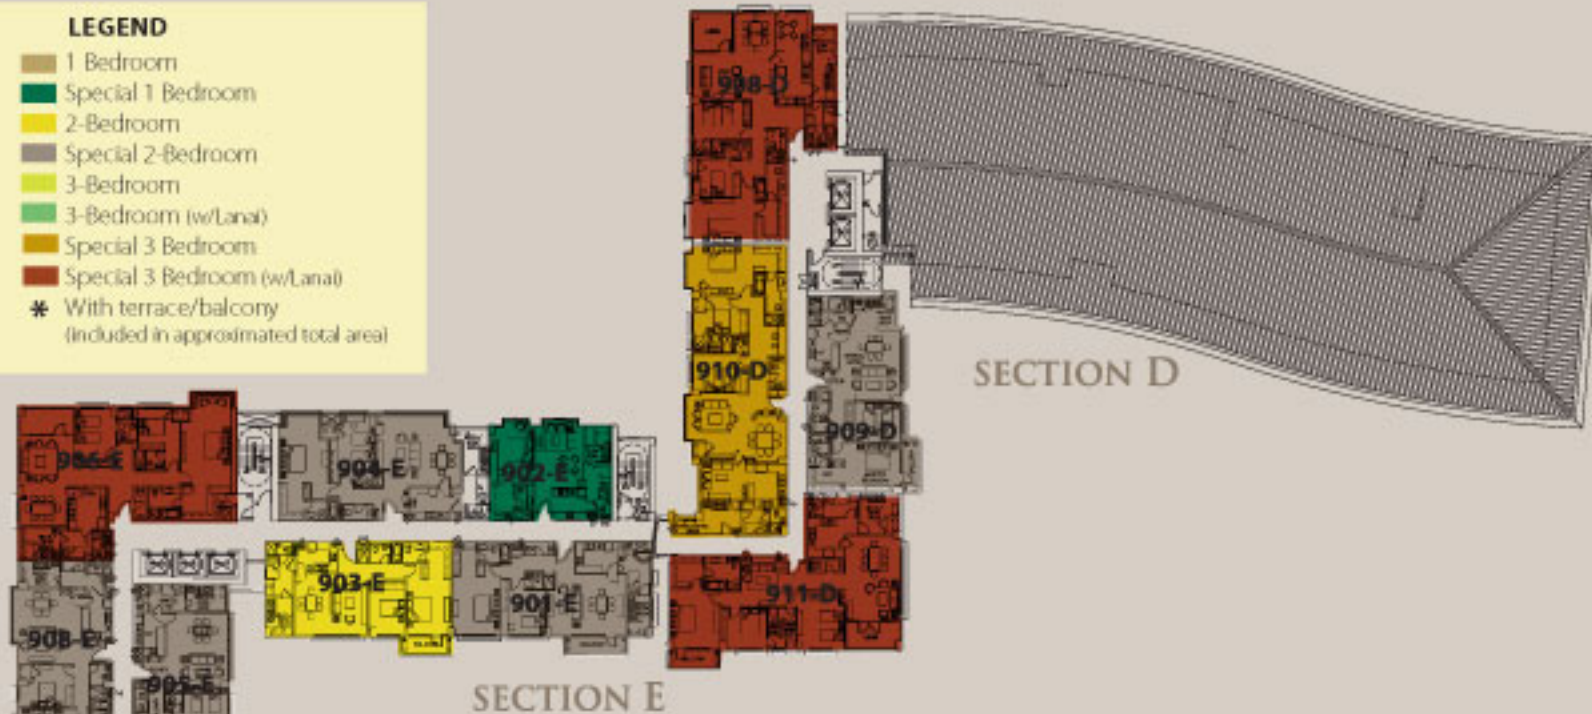 LEGEND
1 Bedroom
Special 1 Bedroom
2-Bedroom
Special 2-Bedroom
3-Bedroom
3-Bedroom (w/Lanai)
Special 3 Bedroom
Special 3 Bedroom (w/Lanai)
* With terrace/balcony
(included in approximated total area)
908-D
910-D
SECTION D
909-D
906-E
904-E
902-E
903-E
901-E
911-D
908-E
905-E
SECTION E